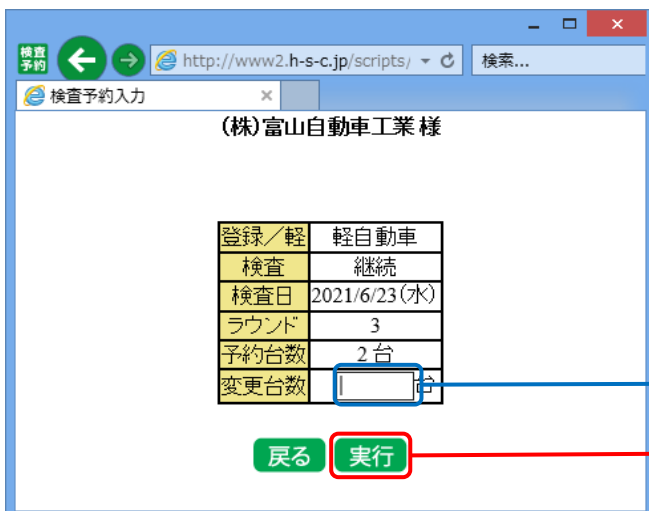 検査
予約
http://www2.h-s-c.jp/scripts/
検索...
検査予約入力
(株)富山自動車工業 様
登録／軽 軽自動車
検査 継続
検査日 2021/6/23(水)
ラウンド 3
予約台数 2 台
変更台数 台
戻る 実行